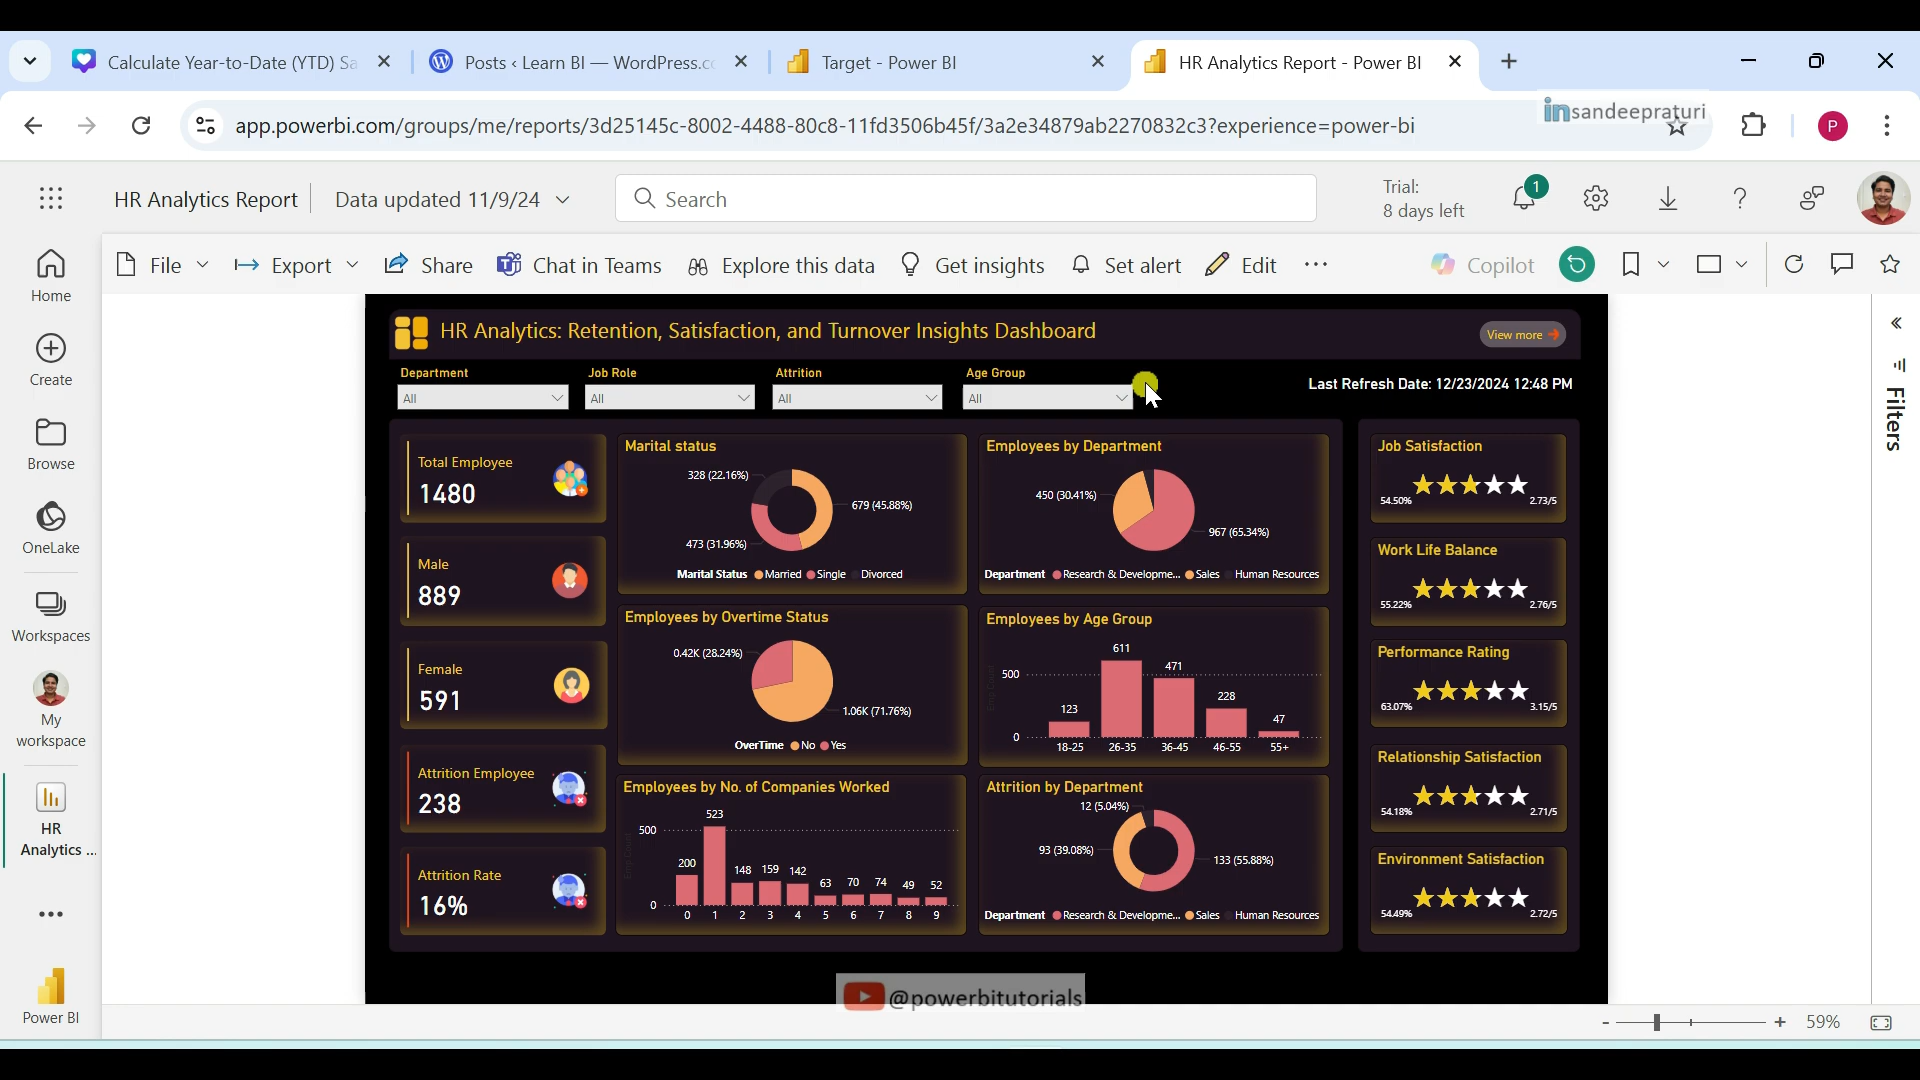 Calculate Year-to-Date (YTD) Sa
Posts ‹ Learn BI — WordPress.co
Target - Power BI
HR Analytics Report - Power BI
app.powerbi.com/groups/me/reports/3d25145c-8002-4488-80c8-11fd3506b45f/3a2e34879ab2270832c3?experience=power-bi
in sandeepraturi
P
HR Analytics Report
Data updated 11/9/24
Search
Trial:
8 days left
1
File
Export
Share
Chat in Teams
Explore this data
Get insights
Set alert
Edit
Copilot
Home
Create
Browse
OneLake
Workspaces
My
workspace
HR
Analytics ...
Power BI
HR Analytics: Retention, Satisfaction, and Turnover Insights Dashboard
View more
Department
Job Role
Attrition
Age Group
All
All
All
All
Last Refresh Date: 12/23/2024 12:48 PM
Filters
Total Employee
1480
Male
889
Female
591
Attrition Employee
238
Attrition Rate
16%
Marital status
328 (22.16%)
679 (45.88%)
473 (31.96%)
Marital Status Married Single Divorced
Employees by Department
450 (30.41%)
967 (65.34%)
Department Research & Developme... Sales Human Resources
Employees by Overtime Status
0.42K (28.24%)
1.06K (71.76%)
OverTime No Yes
Employees by Age Group
611
471
228
123
47
500
0
18-25 26-35 36-45 46-55 55+
Employees by No. of Companies Worked
523
500
200 148 159 142 63 70 74 49 52
0
0 1 2 3 4 5 6 7 8 9
Attrition by Department
12 (5.04%)
93 (39.08%)
133 (55.88%)
Department Research & Developme... Sales Human Resources
Job Satisfaction
54.50% 2.73/5
Work Life Balance
55.22% 2.76/5
Performance Rating
63.07% 3.15/5
Relationship Satisfaction
54.18% 2.71/5
Environment Satisfaction
54.49% 2.72/5
@powerbitutorials
- + 59%